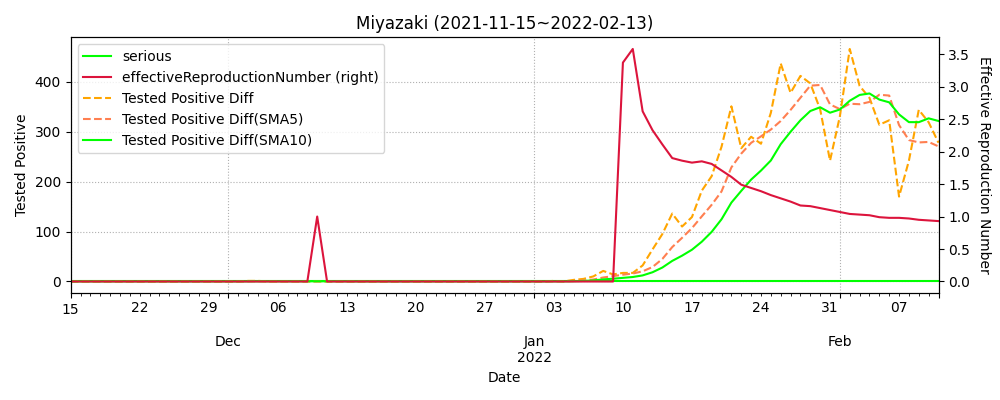 Miyazaki (2021-11-15~2022-02-13)
serious
effectiveReproductionNumber (right)
Tested Positive Diff
Tested Positive Diff(SMA5)
Tested Positive Diff(SMA10)
Tested Positive
400
300
200
100
0
Effective Reproduction Number
3.5
3.0
2.5
2.0
1.5
1.0
0.5
0.0
15 22 29 06 13 20 27 03 10 17 24 31 07
Dec Jan Feb
2022
Date